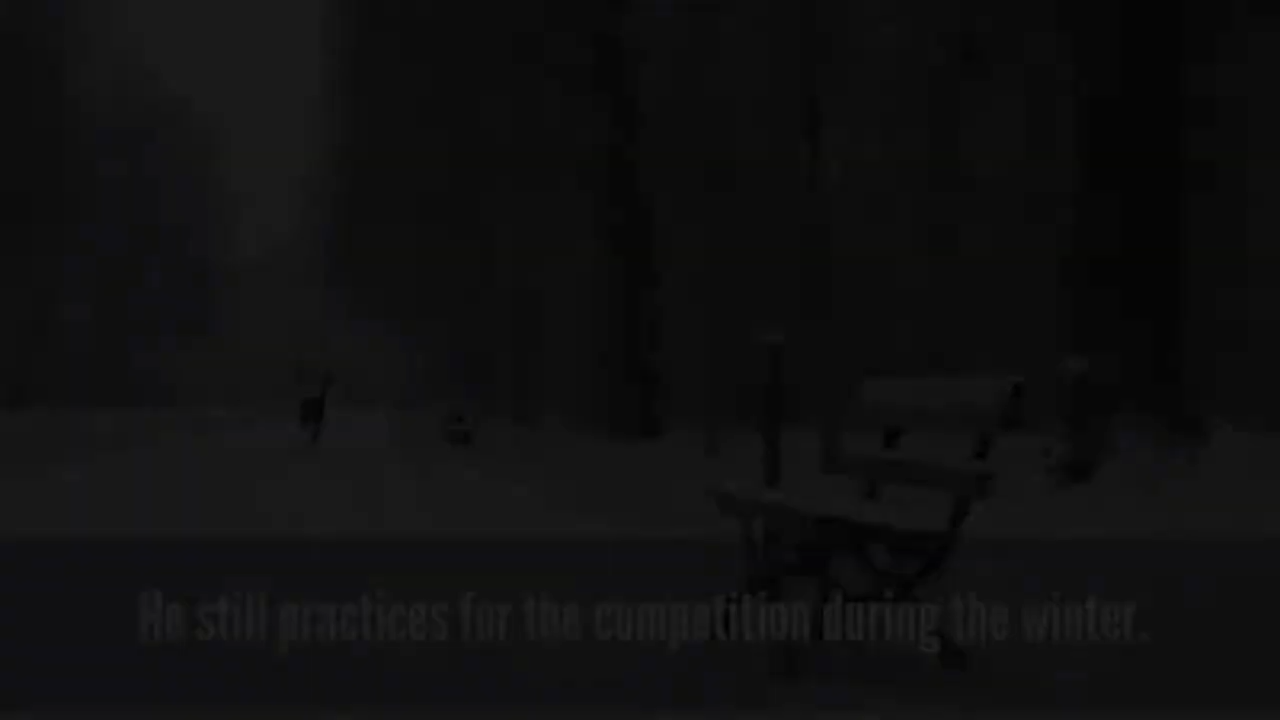 He still practices for the competition during the winter.